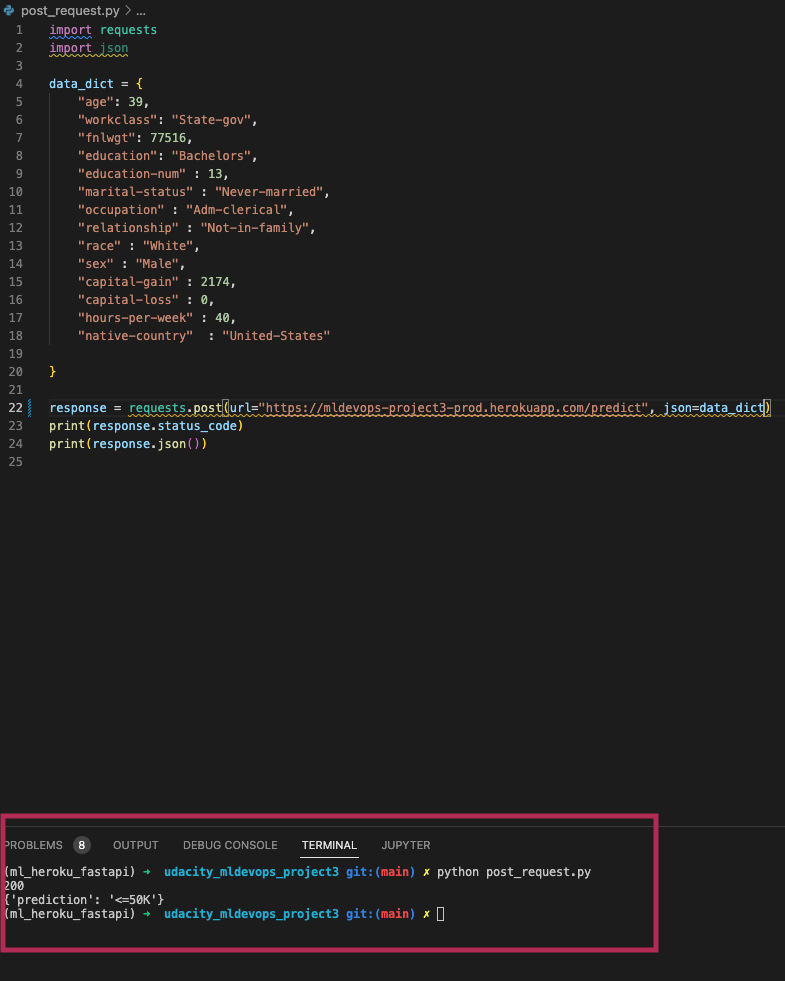 post_request.py > ...
1 import requests
2 import json
3
4 data_dict = {
5 "age": 39,
6 "workclass": "State-gov",
7 "fnlwgt": 77516,
8 "education": "Bachelors",
9 "education-num" : 13,
10 "marital-status" : "Never-married",
11 "occupation" : "Adm-clerical",
12 "relationship" : "Not-in-family",
13 "race" : "White",
14 "sex" : "Male",
15 "capital-gain" : 2174,
16 "capital-loss" : 0,
17 "hours-per-week" : 40,
18 "native-country"  : "United-States"
19
20 }
21
22 response = requests.post(url="https://mldevops-project3-prod.herokuapp.com/predict", json=data_dict)
23 print(response.status_code)
24 print(response.json())
25
PROBLEMS 8 OUTPUT DEBUG CONSOLE TERMINAL JUPYTER
(ml_heroku_fastapi) ➜  udacity_mldevops_project3 git:(main) ✗ python post_request.py
200
{'prediction': '<=50K'}
(ml_heroku_fastapi) ➜  udacity_mldevops_project3 git:(main) ✗